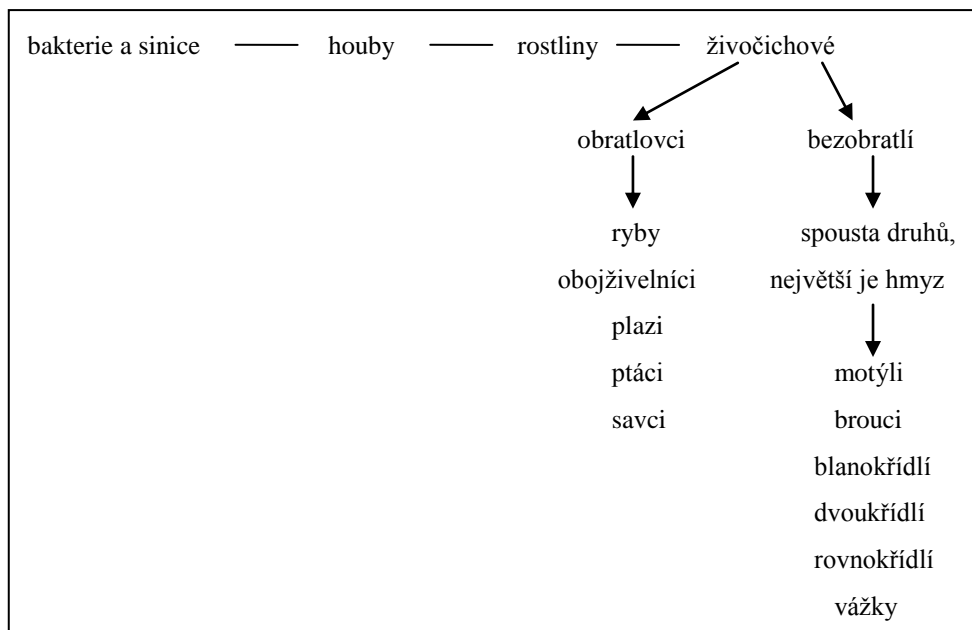 bakterie a sinice houby rostliny živočichové
obratlovci bezobratlí
ryby spousta druhů,
obojživelníci největší je hmyz
plazi
ptáci motýli
savci brouci
blanokřídlí
dvoukřídlí
rovnokřídlí
vážky